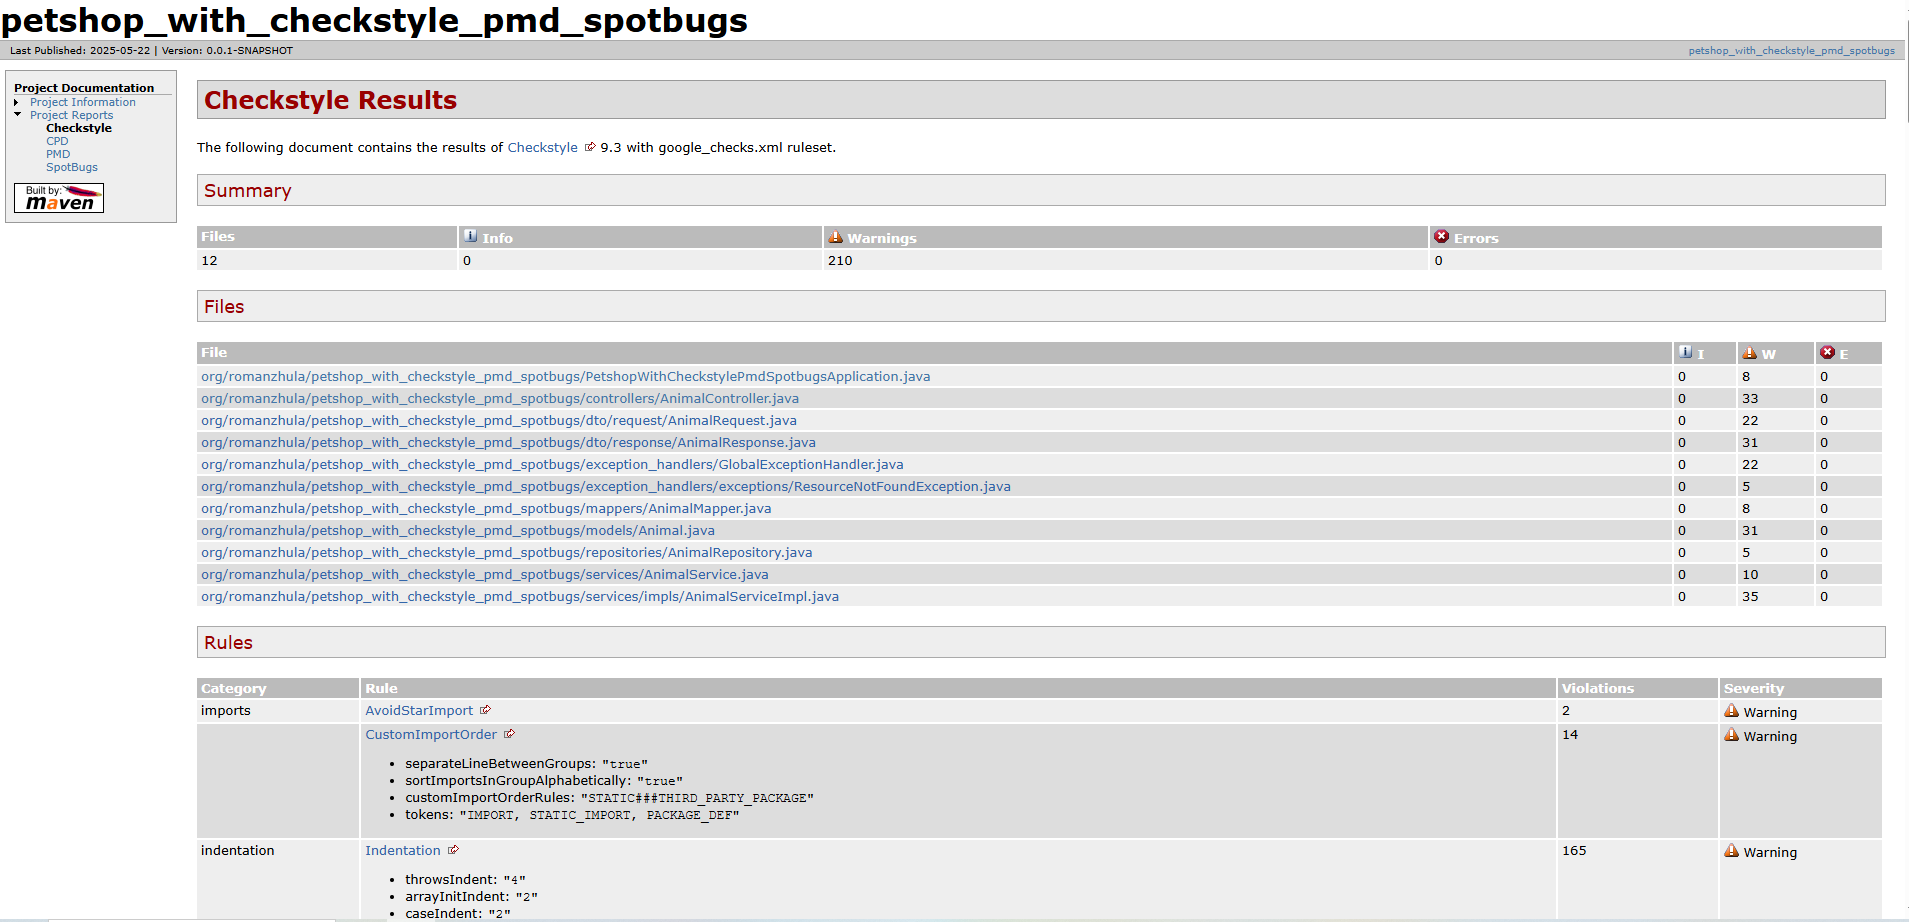 petshop_with_checkstyle_pmd_spotbugs
Last Published: 2025-05-22 | Version: 0.0.1-SNAPSHOT
petshop_with_checkstyle_pmd_spotbugs
Project Documentation
Project Information
Project Reports
Checkstyle
CPD
PMD
SpotBugs
Built by:
maven
Checkstyle Results
The following document contains the results of Checkstyle 9.3 with google_checks.xml ruleset.
Summary
Files Info Warnings Errors
12 0 210 0
Files
File I W E
org/romanzhula/petshop_with_checkstyle_pmd_spotbugs/PetshopWithCheckstylePmdSpotbugsApplication.java 0 8 0
org/romanzhula/petshop_with_checkstyle_pmd_spotbugs/controllers/AnimalController.java 0 33 0
org/romanzhula/petshop_with_checkstyle_pmd_spotbugs/dto/request/AnimalRequest.java 0 22 0
org/romanzhula/petshop_with_checkstyle_pmd_spotbugs/dto/response/AnimalResponse.java 0 31 0
org/romanzhula/petshop_with_checkstyle_pmd_spotbugs/exception_handlers/GlobalExceptionHandler.java 0 22 0
org/romanzhula/petshop_with_checkstyle_pmd_spotbugs/exception_handlers/exceptions/ResourceNotFoundException.java 0 5 0
org/romanzhula/petshop_with_checkstyle_pmd_spotbugs/mappers/AnimalMapper.java 0 8 0
org/romanzhula/petshop_with_checkstyle_pmd_spotbugs/models/Animal.java 0 31 0
org/romanzhula/petshop_with_checkstyle_pmd_spotbugs/repositories/AnimalRepository.java 0 5 0
org/romanzhula/petshop_with_checkstyle_pmd_spotbugs/services/AnimalService.java 0 10 0
org/romanzhula/petshop_with_checkstyle_pmd_spotbugs/services/impls/AnimalServiceImpl.java 0 35 0
Rules
Category Rule Violations Severity
imports AvoidStarImport 2 Warning
CustomImportOrder 14 Warning
separateLineBetweenGroups: "true"
sortImportsInGroupAlphabetically: "true"
customImportOrderRules: "STATIC###THIRD_PARTY_PACKAGE"
tokens: "IMPORT, STATIC_IMPORT, PACKAGE_DEF"
indentation Indentation 165 Warning
throwsIndent: "4"
arrayInitIndent: "2"
caseIndent: "2"